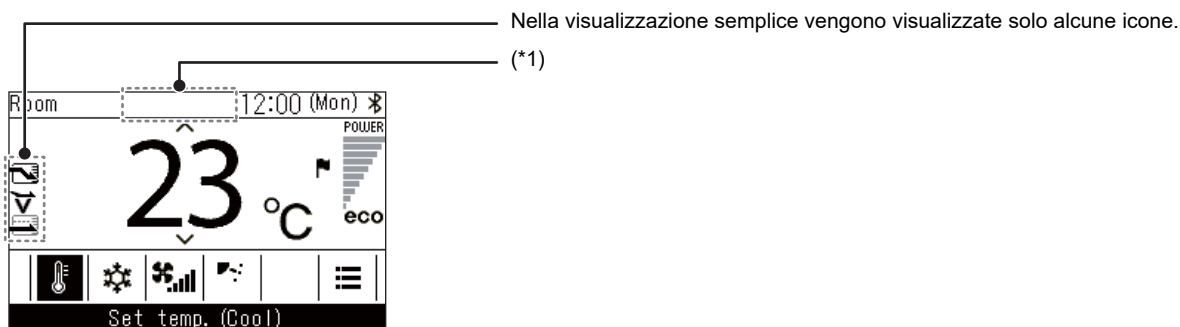 Nella visualizzazione semplice vengono visualizzate solo alcune icone.
(*1)
Room 12:00 (Mon)
POWER
23 °C
eco
Set temp. (Cool)